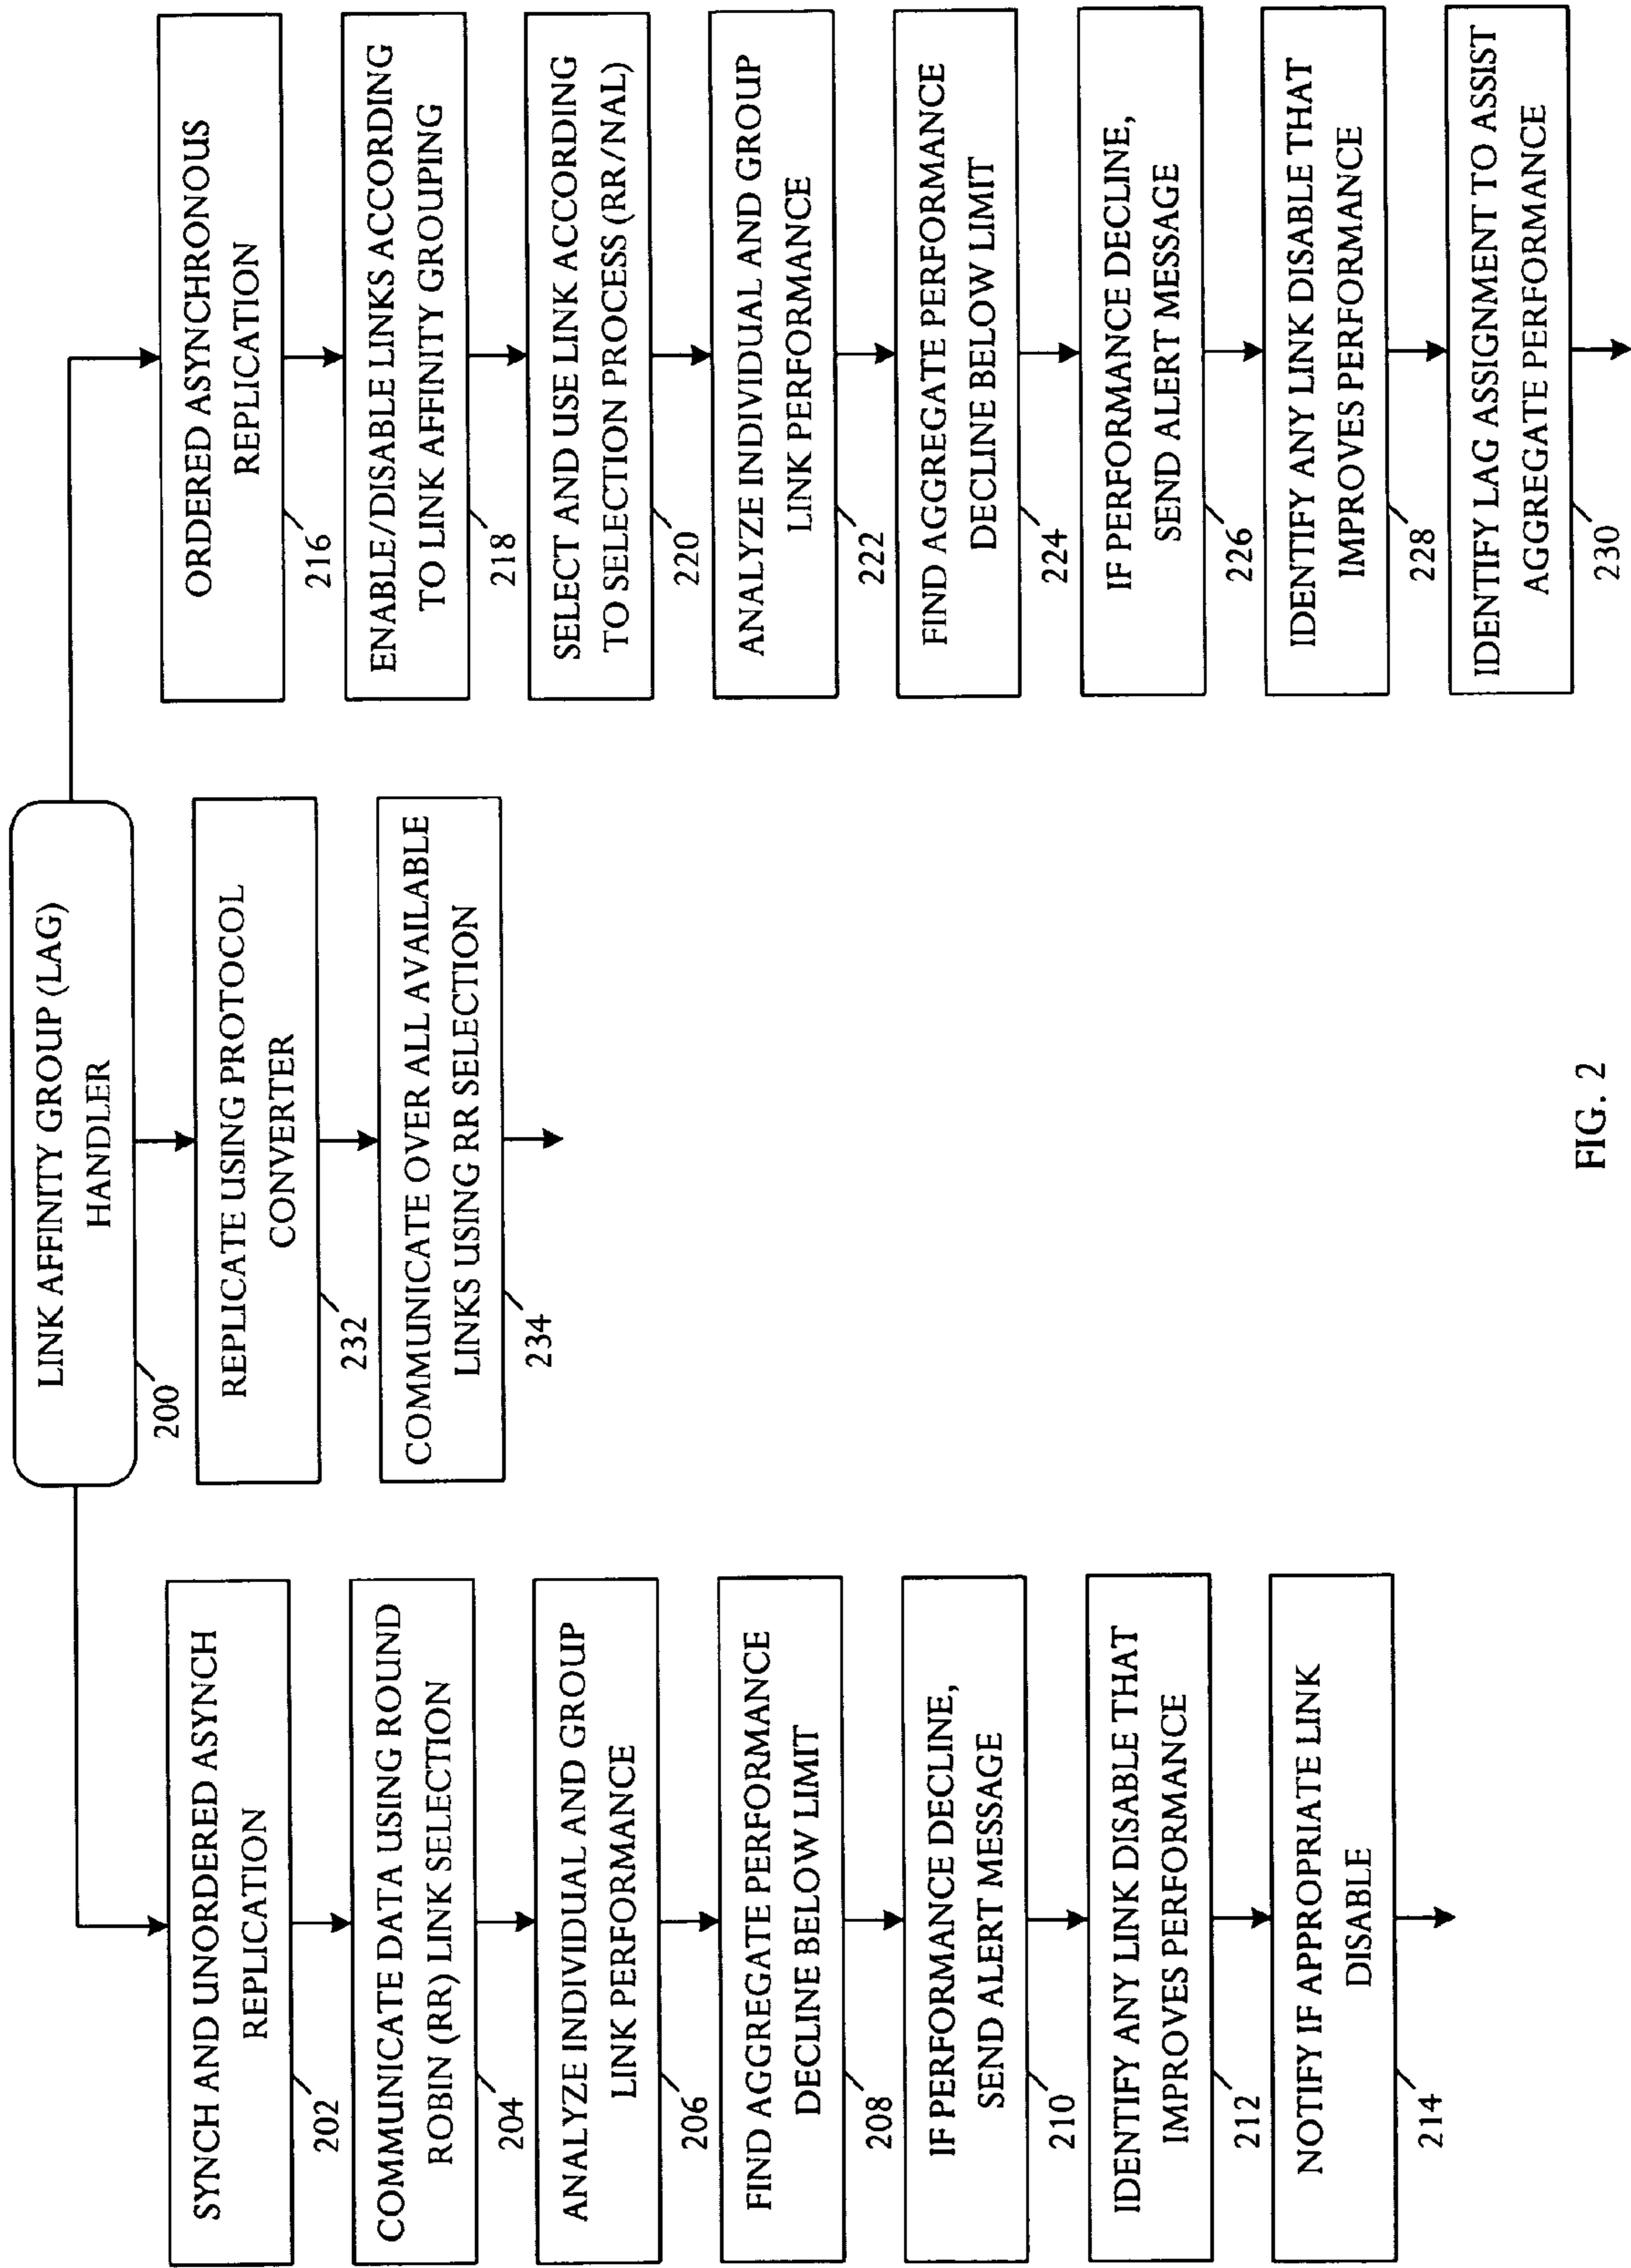 LINK AFFINITY GROUP (LAG)
HANDLER
200
SYNCH AND UNORDERED ASYNCH
REPLICATION
202
COMMUNICATE DATA USING ROUND
ROBIN (RR) LINK SELECTION
204
ANALYZE INDIVIDUAL AND GROUP
LINK PERFORMANCE
206
FIND AGGREGATE PERFORMANCE
DECLINE BELOW LIMIT
208
IF PERFORMANCE DECLINE,
SEND ALERT MESSAGE
210
IDENTIFY ANY LINK DISABLE THAT
IMPROVES PERFORMANCE
212
NOTIFY IF APPROPRIATE LINK
DISABLE
214
REPLICATE USING PROTOCOL
CONVERTER
232
COMMUNICATE OVER ALL AVAILABLE
LINKS USING RR SELECTION
234
ORDERED ASYNCHRONOUS
REPLICATION
216
ENABLE/DISABLE LINKS ACCORDING
TO LINK AFFINITY GROUPING
218
SELECT AND USE LINK ACCORDING
TO SELECTION PROCESS (RR/NAL)
220
ANALYZE INDIVIDUAL AND GROUP
LINK PERFORMANCE
222
FIND AGGREGATE PERFORMANCE
DECLINE BELOW LIMIT
224
IF PERFORMANCE DECLINE,
SEND ALERT MESSAGE
226
IDENTIFY ANY LINK DISABLE THAT
IMPROVES PERFORMANCE
228
IDENTIFY LAG ASSIGNMENT TO ASSIST
AGGREGATE PERFORMANCE
230
FIG. 2